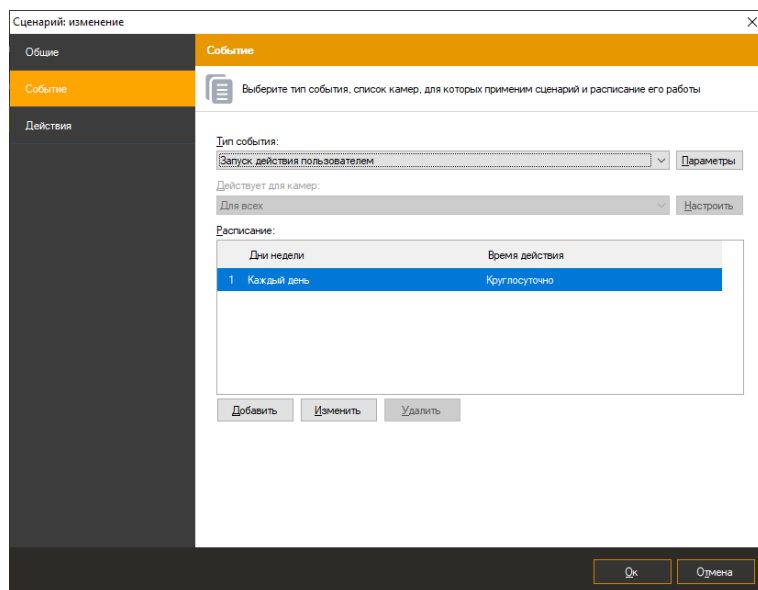 Сценарий: изменение
Общие
Событие
Действия
Событие
Выберите тип события, список камер, для которых применим сценарий и расписание его работы
Тип события:
Запуск действия пользователем
Параметры
Действует для камер:
Для всех
Настроить
Расписание:
Дни недели Время действия
1 Каждый день Круглосуточно
Добавить Изменить Удалить
Ок Отмена